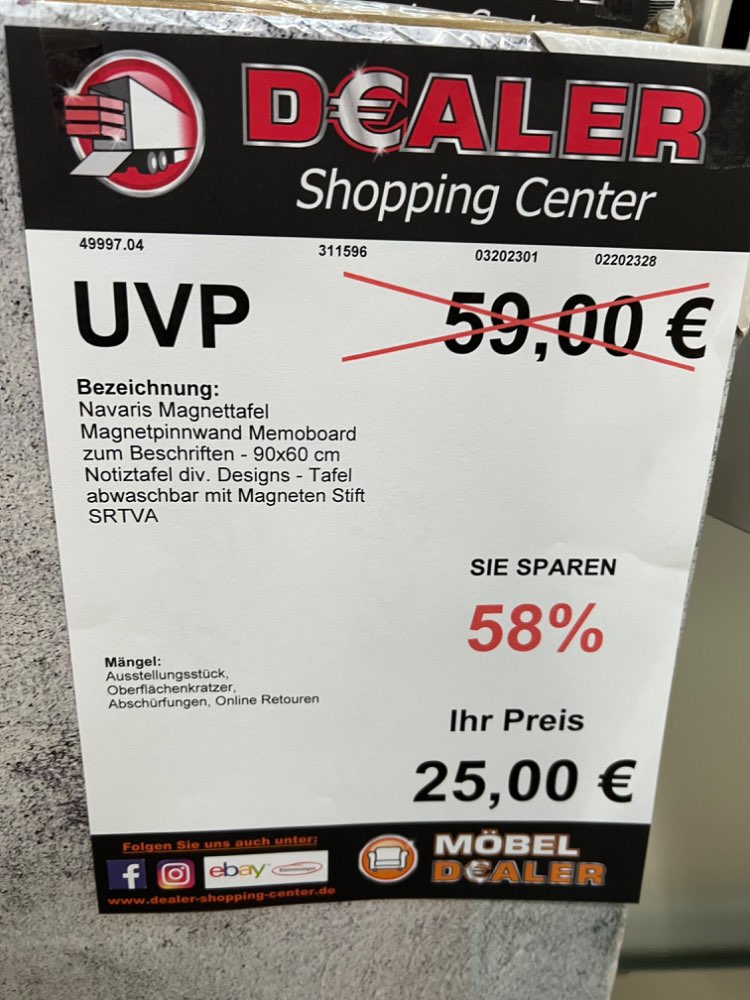 DEALER
Shopping Center
49997.04 311596 03202301 02202328
UVP 59,00 €
Bezeichnung:
Navaris Magnettafel
Magnetpinnwand Memoboard
zum Beschriften - 90x60 cm
Notiztafel div. Designs - Tafel
abwaschbar mit Magneten Stift
SRTVA
SIE SPAREN
58%
Mängel:
Ausstellungsstück,
Oberflächenkratzer,
Abschürfungen, Online Retouren
Ihr Preis
25,00 €
Folgen Sie uns auch unter:
f ebay
www.dealer-shopping-center.de
MÖBEL
D€ALER